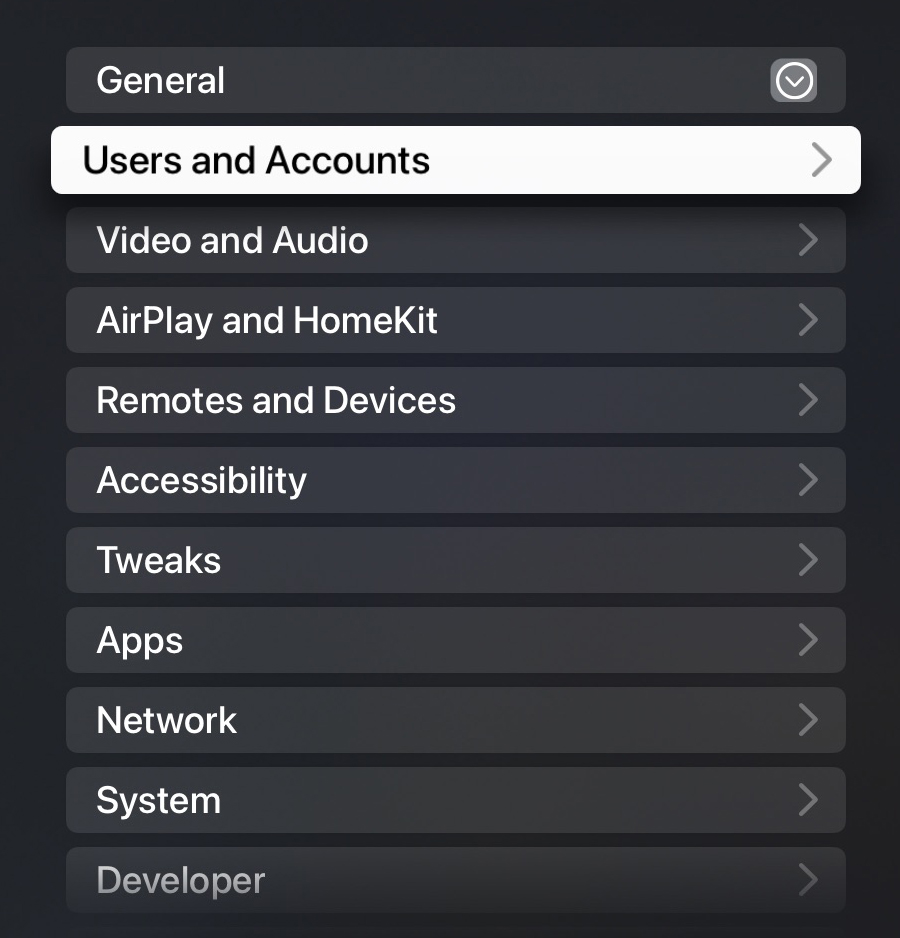 General
Users and Accounts
Video and Audio
AirPlay and HomeKit
Remotes and Devices
Accessibility
Tweaks
Apps
Network
System
Developer